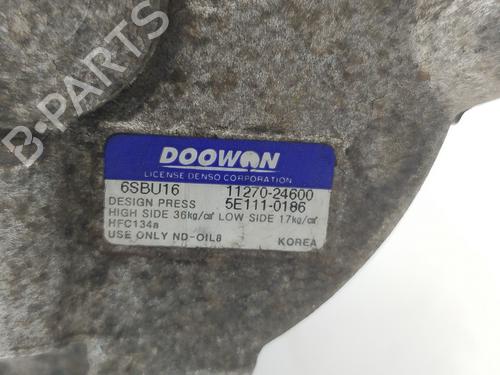 B-PARTS
DOOWON
LICENSE DENSO CORPORATION
6SBU16 11270-24600
DESIGN PRESS 5E111-0186
HIGH SIDE 36kg/㎠ LOW SIDE 17kg/㎠
HFC134a
USE ONLY ND-OIL8 KOREA